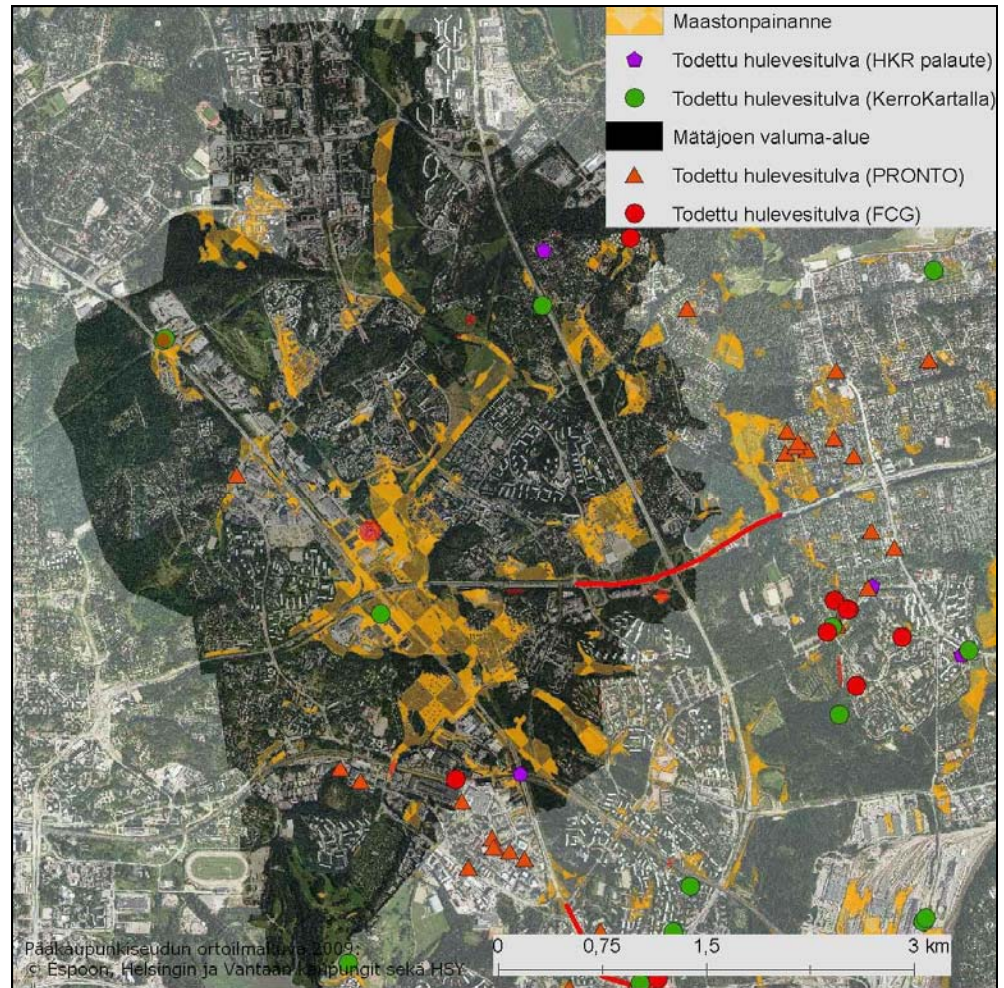 Maastonpainanne
Todettu hulevesitulva (HKR palaute)
Todettu hulevesitulva (KerroKartalla)
Mätäjoen valuma-alue
Todettu hulevesitulva (PRONTO)
Todettu hulevesitulva (FCG)
Pääkaupunkiseudun ortoilmakuva 2009;
© Espoon, Helsingin ja Vantaan kaupungit sekä HSY
0 0,75 1,5 3 km